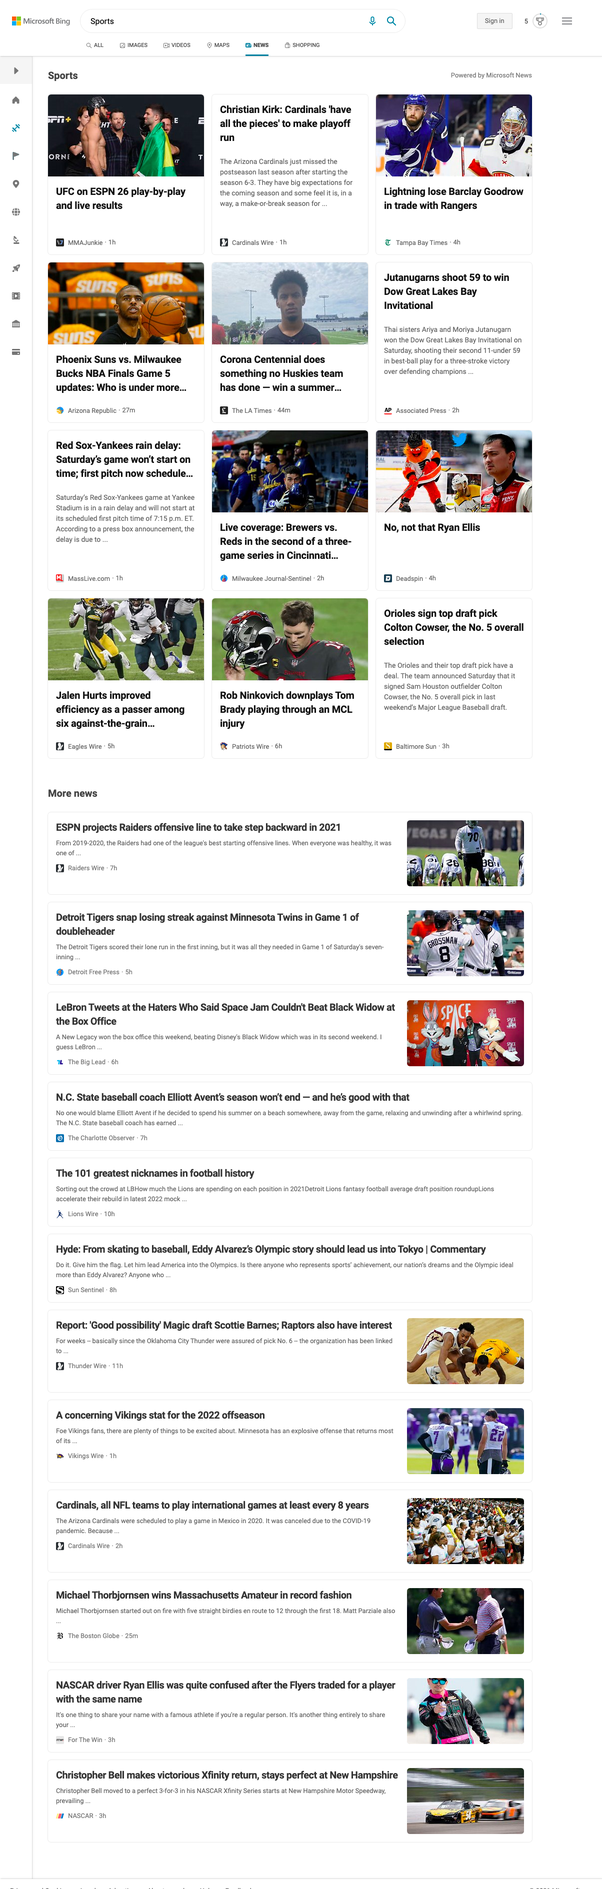 Microsoft Bing
Sports
Sign in
5
ALL
IMAGES
VIDEOS
MAPS
NEWS
SHOPPING
Sports
Powered by Microsoft News
UFC on ESPN 26 play-by-play
and live results
MMAJunkie · 1h
Christian Kirk: Cardinals 'have
all the pieces' to make playoff
run
The Arizona Cardinals just missed the
postseason last season after starting the
season 6-3. They have big expectations for
the coming season and some feel it is, in a
way, a make-or-break season for ...
Cardinals Wire · 1h
Lightning lose Barclay Goodrow
in trade with Rangers
Tampa Bay Times · 4h
SUNS
SUNS
Phoenix Suns vs. Milwaukee
Bucks NBA Finals Game 5
updates: Who is under more...
Arizona Republic · 27m
Corona Centennial does
something no Huskies team
has done — win a summer...
The LA Times · 44m
Jutanugarns shoot 59 to win
Dow Great Lakes Bay
Invitational
Thai sisters Ariya and Moriya Jutanugarn
won the Dow Great Lakes Bay Invitational on
Saturday, shooting their second 11-under 59
in best-ball play for a three-stroke victory
over defending champions ...
AP Associated Press · 2h
Red Sox-Yankees rain delay:
Saturday's game won't start on
time; first pitch now schedule...
Saturday's Red Sox-Yankees game at Yankee
Stadium is in a rain delay and will not start at
its scheduled first pitch time of 7:15 p.m. ET.
According to a press box announcement, the
delay is due to ...
MassLive.com · 1h
Live coverage: Brewers vs.
Reds in the second of a three-
game series in Cincinnati...
Milwaukee Journal-Sentinel · 2h
No, not that Ryan Ellis
Deadspin · 4h
Jalen Hurts improved
efficiency as a passer among
six against-the-grain...
Eagles Wire · 5h
Rob Ninkovich downplays Tom
Brady playing through an MCL
injury
Patriots Wire · 6h
Orioles sign top draft pick
Colton Cowser, the No. 5 overall
selection
The Orioles and their top draft pick have a
deal. The team announced Saturday that it
signed Sam Houston outfielder Colton
Cowser, the No. 5 overall pick in last
weekend's Major League Baseball draft.
Baltimore Sun · 3h
More news
ESPN projects Raiders offensive line to take step backward in 2021
From 2019-2020, the Raiders had one of the league's best starting offensive lines. When everyone was healthy, it was
one of ...
Raiders Wire · 7h
Detroit Tigers snap losing streak against Minnesota Twins in Game 1 of
doubleheader
The Detroit Tigers scored their lone run in the first inning, but it was all they needed in Game 1 of Saturday's seven-
inning ...
Detroit Free Press · 5h
GROSSMAN
8
LeBron Tweets at the Haters Who Said Space Jam Couldn't Beat Black Widow at
the Box Office
A New Legacy won the box office this weekend, beating Disney's Black Widow which was in its second weekend. I
guess LeBron ...
The Big Lead · 6h
SPACE
N.C. State baseball coach Elliott Avent's season won't end — and he's good with that
No one would blame Elliott Avent if he decided to spend his summer on a beach somewhere, away from the game, relaxing and unwinding after a whirlwind spring.
The N.C. State baseball coach has earned ...
The Charlotte Observer · 7h
The 101 greatest nicknames in football history
Sorting out the crowd at LBHow much the Lions are spending on each position in 2021Detroit Lions fantasy football average draft position roundupLions
accelerate their rebuild in latest 2022 mock ...
Lions Wire · 10h
Hyde: From skating to baseball, Eddy Alvarez's Olympic story should lead us into Tokyo | Commentary
Do it. Give him the flag. Let him lead America into the Olympics. Is there anyone who represents sports' achievement, our nation's dreams and the Olympic ideal
more than Eddy Alvarez? Anyone who ...
Sun Sentinel · 8h
Report: 'Good possibility' Magic draft Scottie Barnes; Raptors also have interest
For weeks – basically since the Oklahoma City Thunder were assured of pick No. 6 – the organization has been linked
to ...
Thunder Wire · 11h
A concerning Vikings stat for the 2022 offseason
Foe Vikings fans, there are plenty of things to be excited about. Minnesota has an explosive offense that returns most
of its ...
Vikings Wire · 1h
7
22
Cardinals, all NFL teams to play international games at least every 8 years
The Arizona Cardinals were scheduled to play a game in Mexico in 2020. It was canceled due to the COVID-19
pandemic. Because ...
Cardinals Wire · 2h
Michael Thorbjornsen wins Massachusetts Amateur in record fashion
Michael Thorbjornsen started out on fire with five straight birdies en route to 12 through the first 18. Matt Parziale also
...
The Boston Globe · 25m
NASCAR driver Ryan Ellis was quite confused after the Flyers traded for a player
with the same name
It's one thing to share your name with a famous athlete if you're a regular person. It's another thing entirely to share
your ...
For The Win · 3h
Christopher Bell makes victorious Xfinity return, stays perfect at New Hampshire
Christopher Bell moved to a perfect 3-for-3 in his NASCAR Xfinity Series starts at New Hampshire Motor Speedway,
prevailing ...
NASCAR · 3h